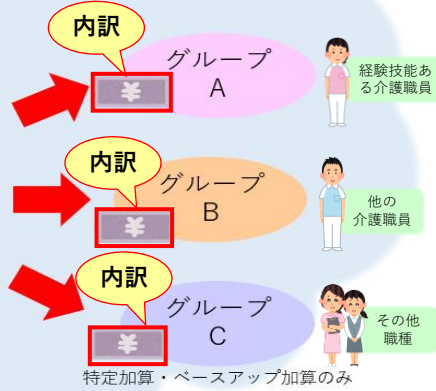 内訳
グループ
A
¥
経験技能あ
る介護職員
内訳
グループ
B
¥
他の
介護職員
内訳
グループ
C
¥
その他
職種
特定加算・ベースアップ加算のみ